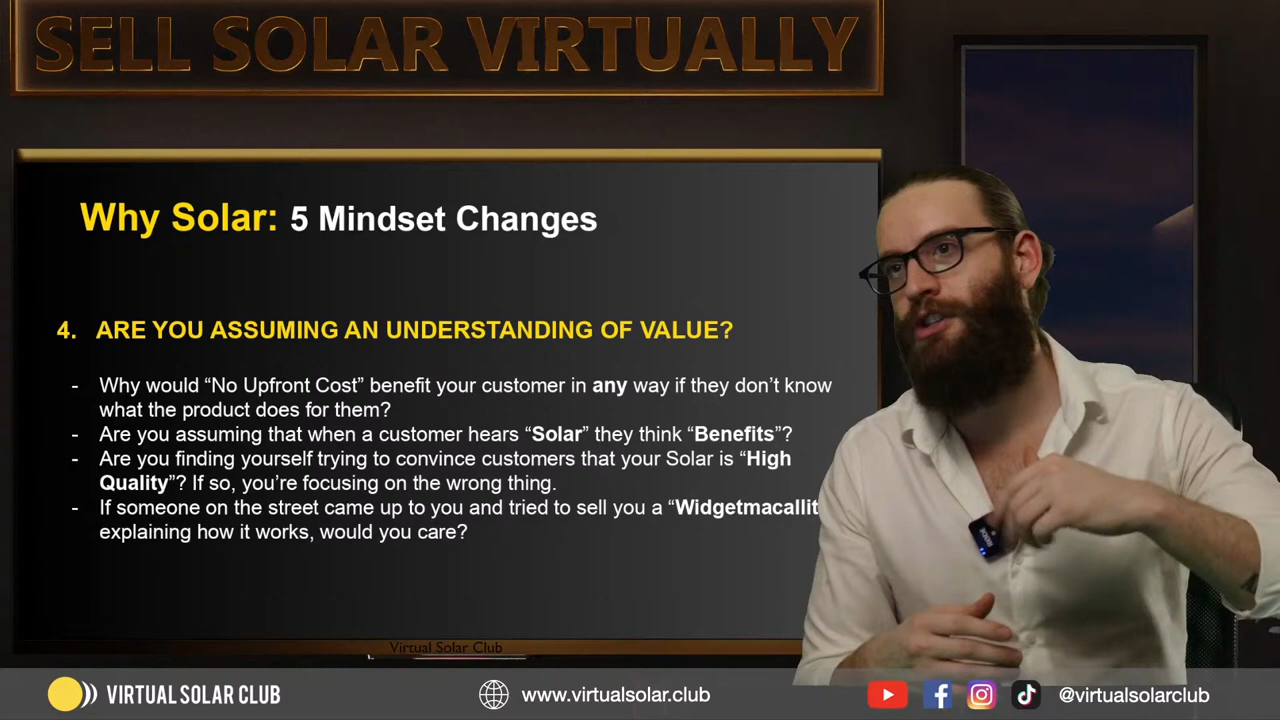 SELL SOLAR VIRTUALLY
Why Solar: 5 Mindset Changes
4. ARE YOU ASSUMING AN UNDERSTANDING OF VALUE?
- Why would “No Upfront Cost” benefit your customer in any way if they don’t know
what the product does for them?
- Are you assuming that when a customer hears “Solar” they think “Benefits”?
- Are you finding yourself trying to convince customers that your Solar is “High
Quality”? If so, you’re focusing on the wrong thing.
- If someone on the street came up to you and tried to sell you a “Widgetmacallit
explaining how it works, would you care?
Virtual Solar Club
VIRTUAL SOLAR CLUB
www.virtualsolar.club
@virtualsolarclub